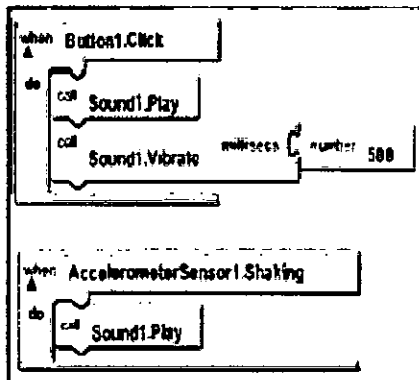 when Button1.Click
do
call Sound1.Play
call
Sound1.Vibrate millisecs number 500
when AccelerometerSensor1.Shaking
do
call Sound1.Play